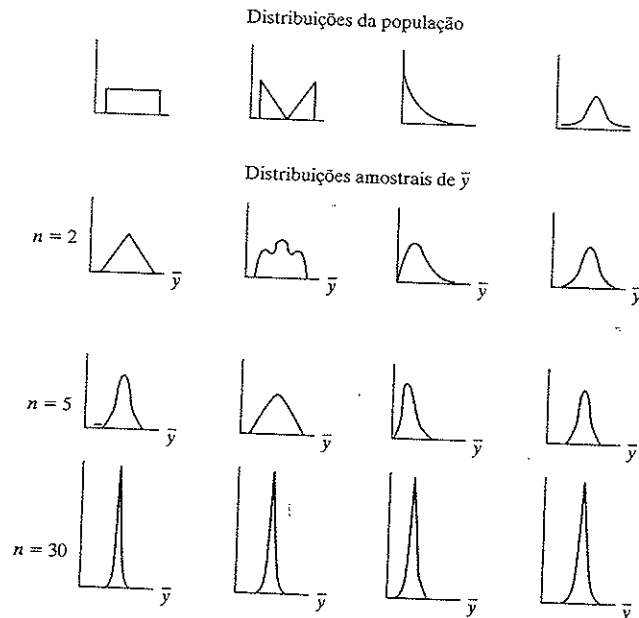 Distribuições da população
Distribuições amostrais de ȳ
n = 2
ȳ ȳ ȳ ȳ
n = 5
ȳ ȳ ȳ ȳ
n = 30
ȳ ȳ ȳ ȳ